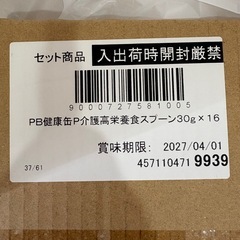 セット商品 入出荷時開封厳禁
9000727581005
PB健康缶P介護高栄養食スプーン30g×16
賞味期限: 2027/04/01
457110471 9939
37/61